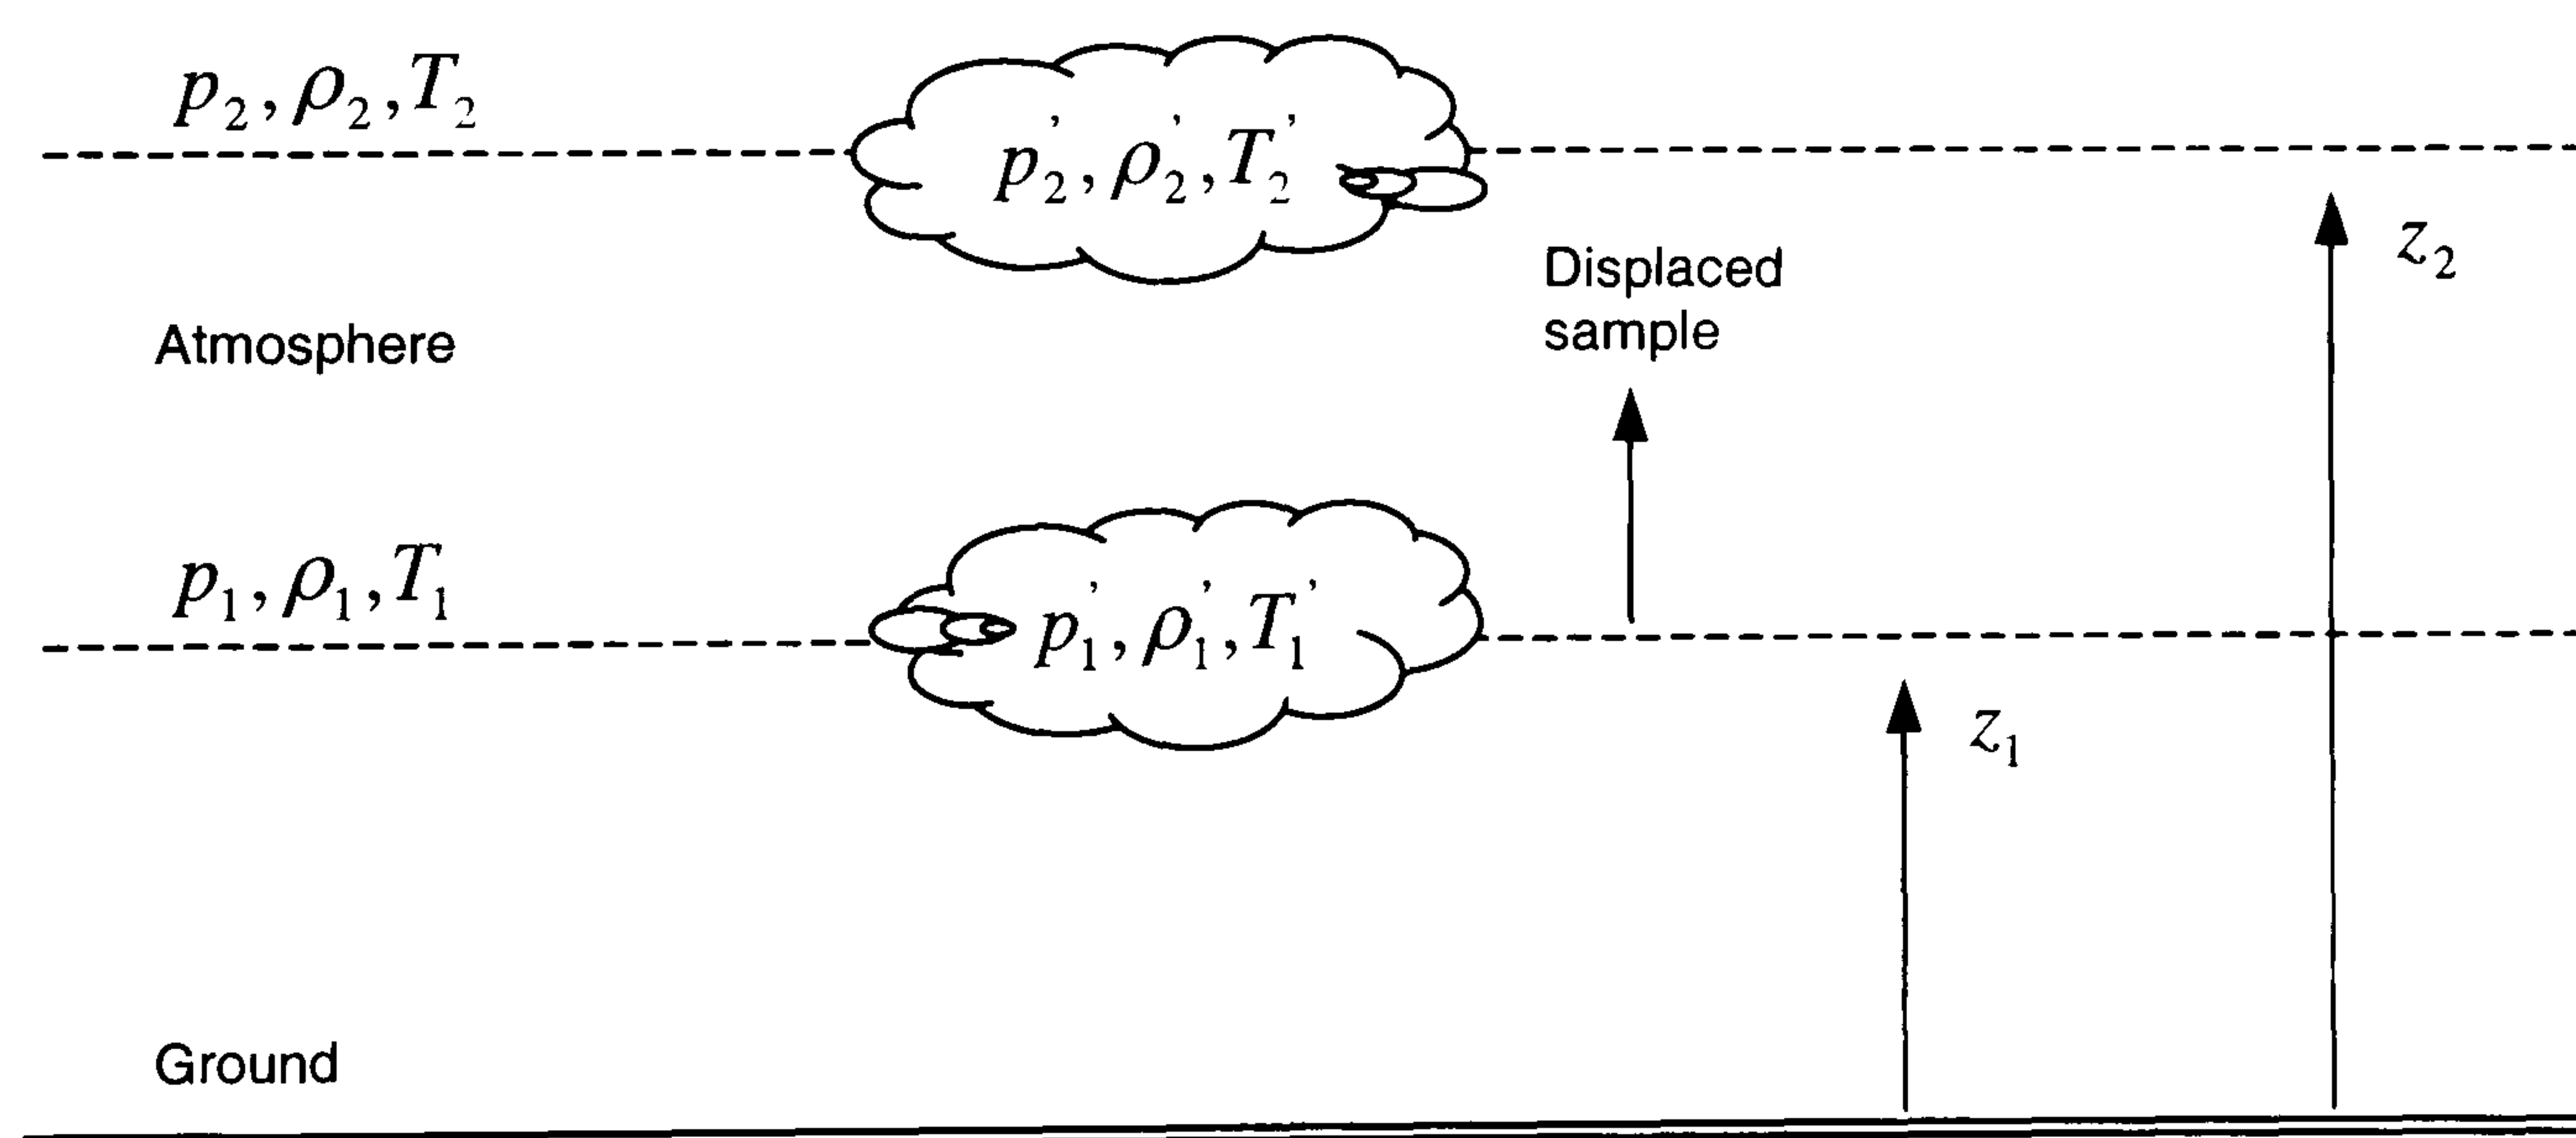 p₂, ρ₂, T₂
p₂', ρ₂', T₂'
Displaced
sample
z₂
Atmosphere
p₁, ρ₁, T₁
p₁', ρ₁', T₁'
z₁
Ground